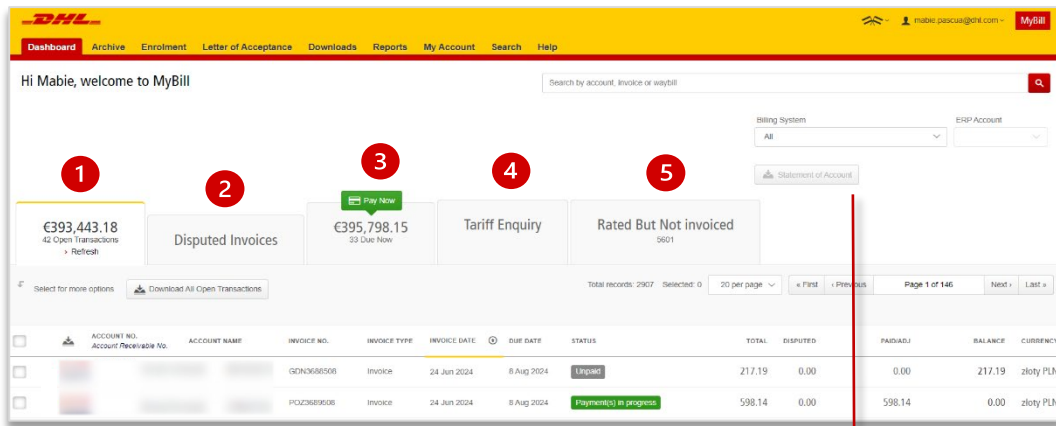 DHL
mabie.pascua@dhl.com
MyBill
Dashboard Archive Enrolment Letter of Acceptance Downloads Reports My Account Search Help
Hi Mabie, welcome to MyBill
Search by account, invoice or waybill
Billing System ERP Account
All
Statement of Account
1 2 3 4 5
Pay Now
€393,443.18
42 Open Transactions
› Refresh
Disputed Invoices
€395,798.15
33 Due Now
Tariff Enquiry
Rated But Not invoiced
5601
Select for more options Download All Open Transactions Total records: 2907 Selected: 0 20 per page « First ‹ Previous Page 1 of 146 Next › Last »
ACCOUNT NO. ACCOUNT NAME INVOICE NO. INVOICE TYPE INVOICE DATE DUE DATE STATUS TOTAL DISPUTED PAID/ADJ BALANCE CURRENCY
Account Receivable No.
GDN3688508 Invoice 24 Jun 2024 8 Aug 2024 Unpaid 217.19 0.00 0.00 217.19 złoty PLN
POZ3689508 Invoice 24 Jun 2024 8 Aug 2024 Payment(s) in progress 598.14 0.00 598.14 0.00 złoty PLN